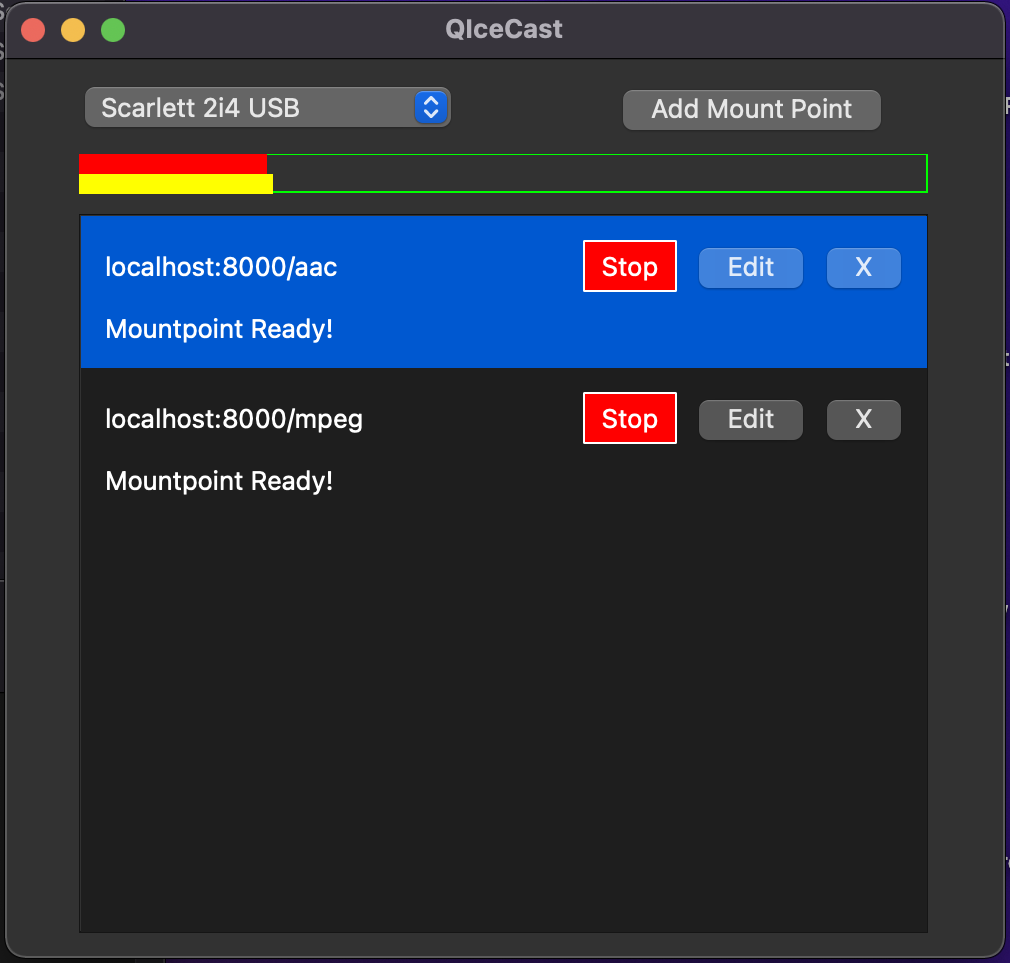 QIceCast
Scarlett 2i4 USB
Add Mount Point
localhost:8000/aac
Stop
Edit
X
Mountpoint Ready!
localhost:8000/mpeg
Stop
Edit
X
Mountpoint Ready!